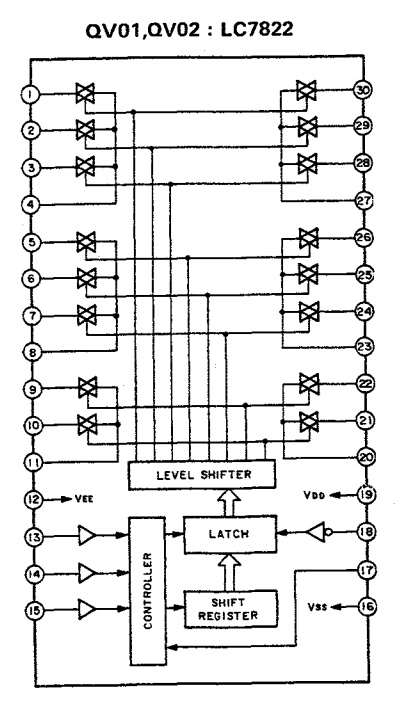 QV01,QV02 : LC7822
1 30
2 29
3 28
4 27
5 26
6 25
7 24
8 23
9 22
10 21
11 20
LEVEL SHIFTER
12 VEE VDD 19
13 LATCH 18
14 CONTROLLER 17
15 SHIFT REGISTER VSS 16